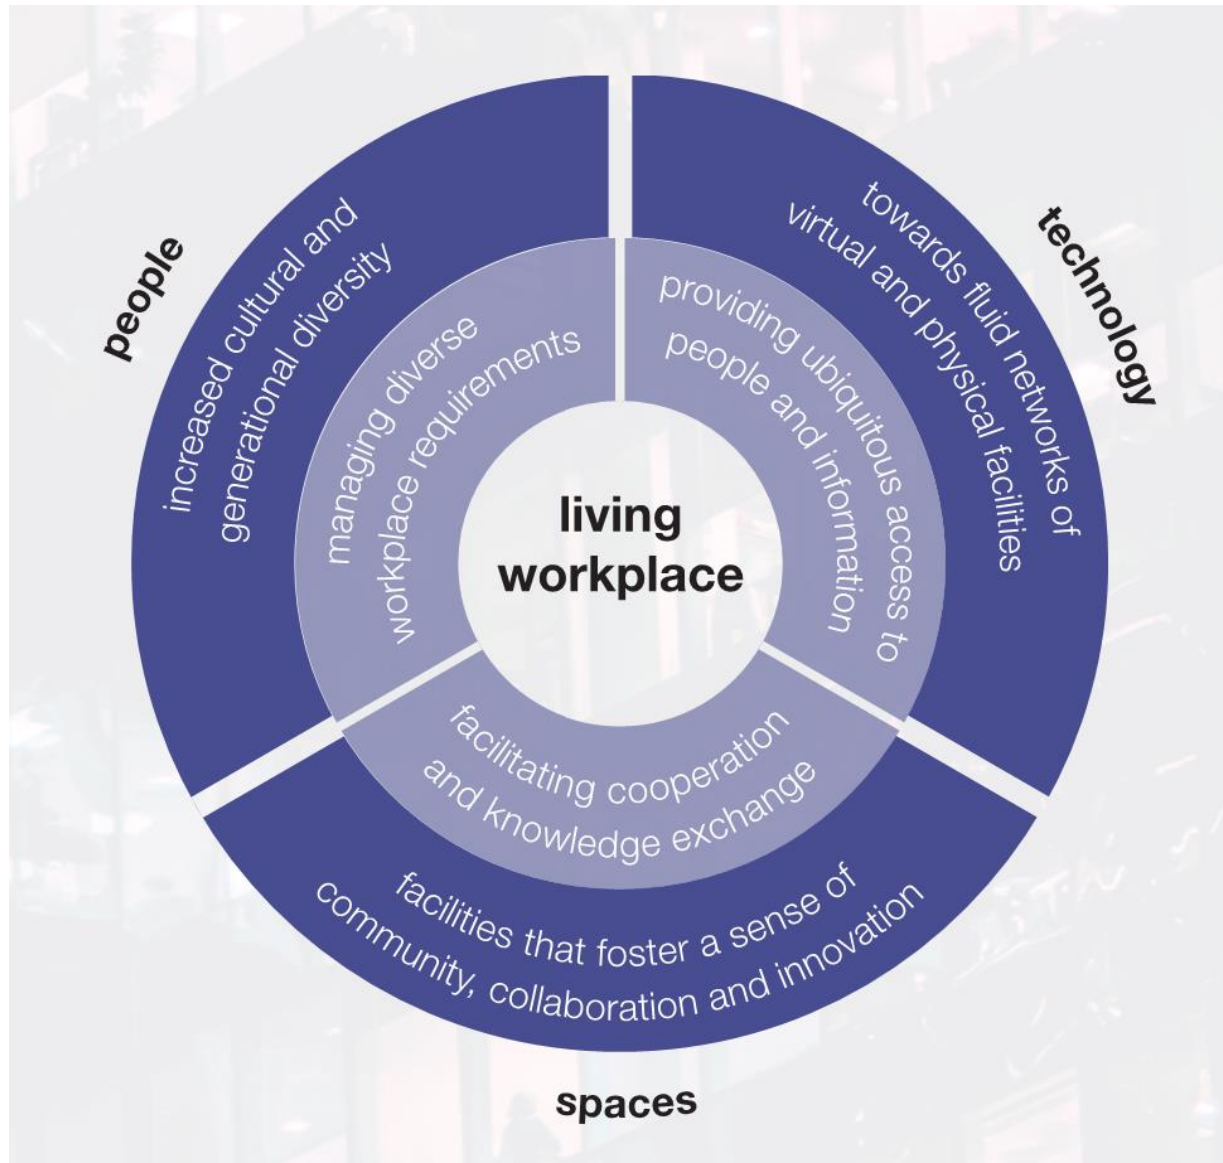 people
increased cultural and
generational diversity
managing diverse
workplace requirements
technology
towards fluid networks of
virtual and physical facilities
providing ubiquitous access to
people and information
living
workplace
facilitating cooperation
and knowledge exchange
facilities that foster a sense of
community, collaboration and innovation
spaces